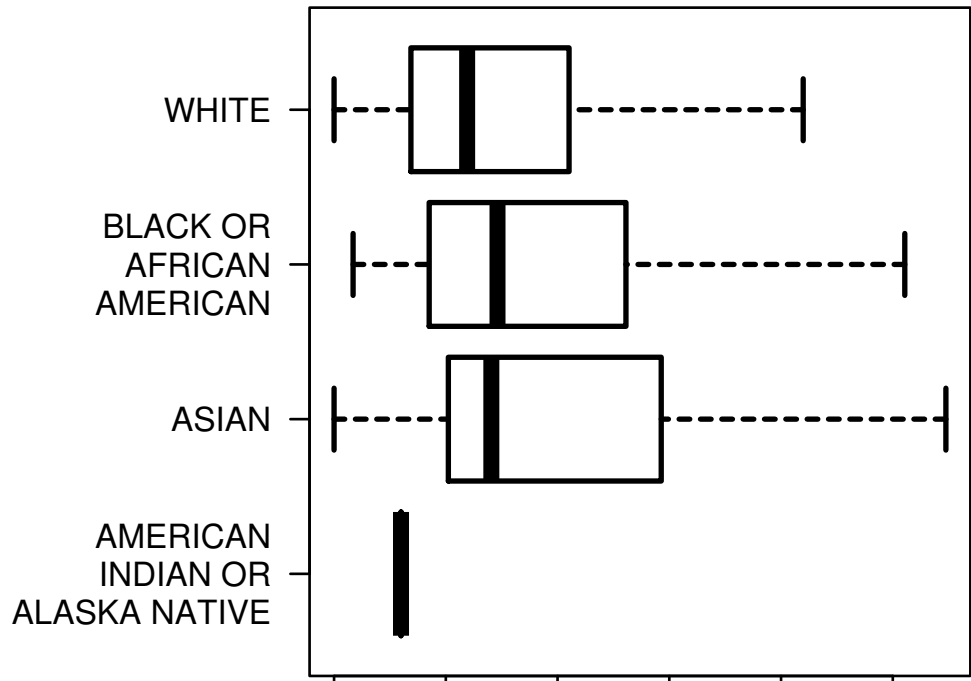 WHITE
BLACK OR
AFRICAN
AMERICAN
ASIAN
AMERICAN
INDIAN OR
ALASKA NATIVE